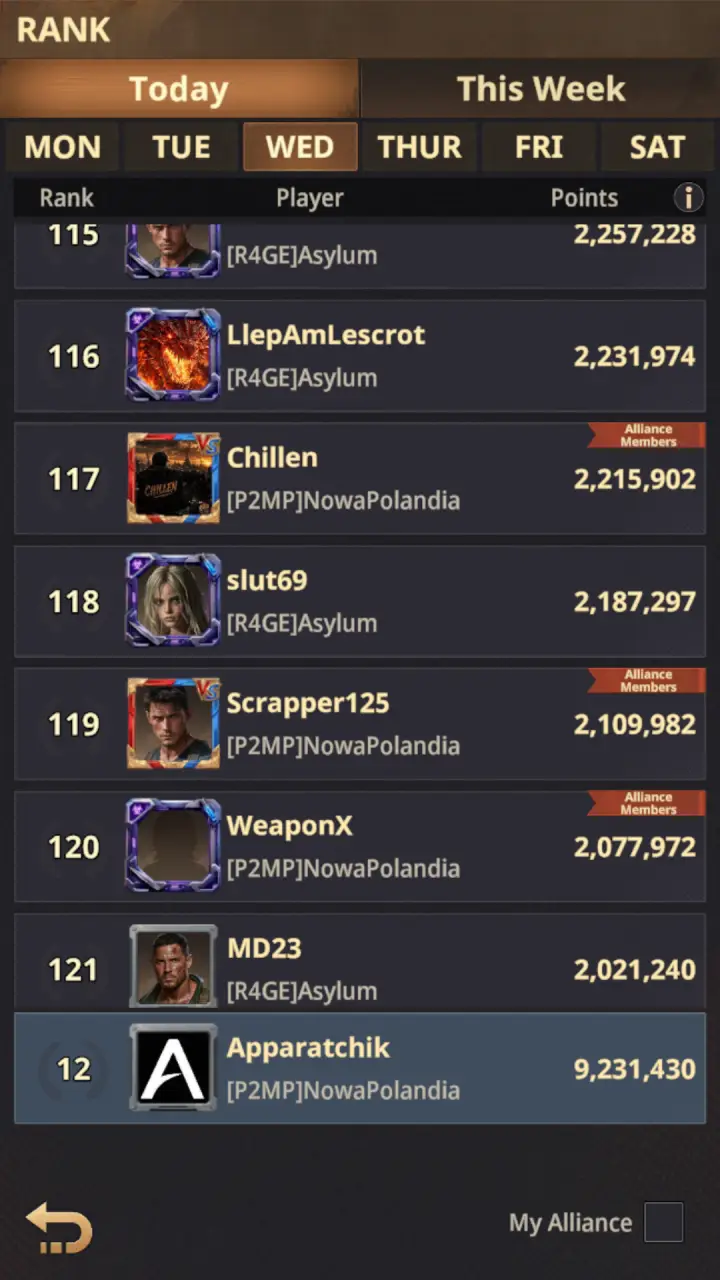 RANK
Today
This Week
MON TUE WED THUR FRI SAT
Rank Player Points
115
2,257,228
[R4GE]Asylum
116
LlepAmLescrot
[R4GE]Asylum
2,231,974
Alliance
Members
117
CHILLEN
VS
Chillen
[P2MP]NowaPolandia
2,215,902
118
slut69
[R4GE]Asylum
2,187,297
Alliance
Members
119
VS
Scrapper125
[P2MP]NowaPolandia
2,109,982
Alliance
Members
120
WeaponX
[P2MP]NowaPolandia
2,077,972
121
MD23
[R4GE]Asylum
2,021,240
12
A
Apparatchik
[P2MP]NowaPolandia
9,231,430
My Alliance